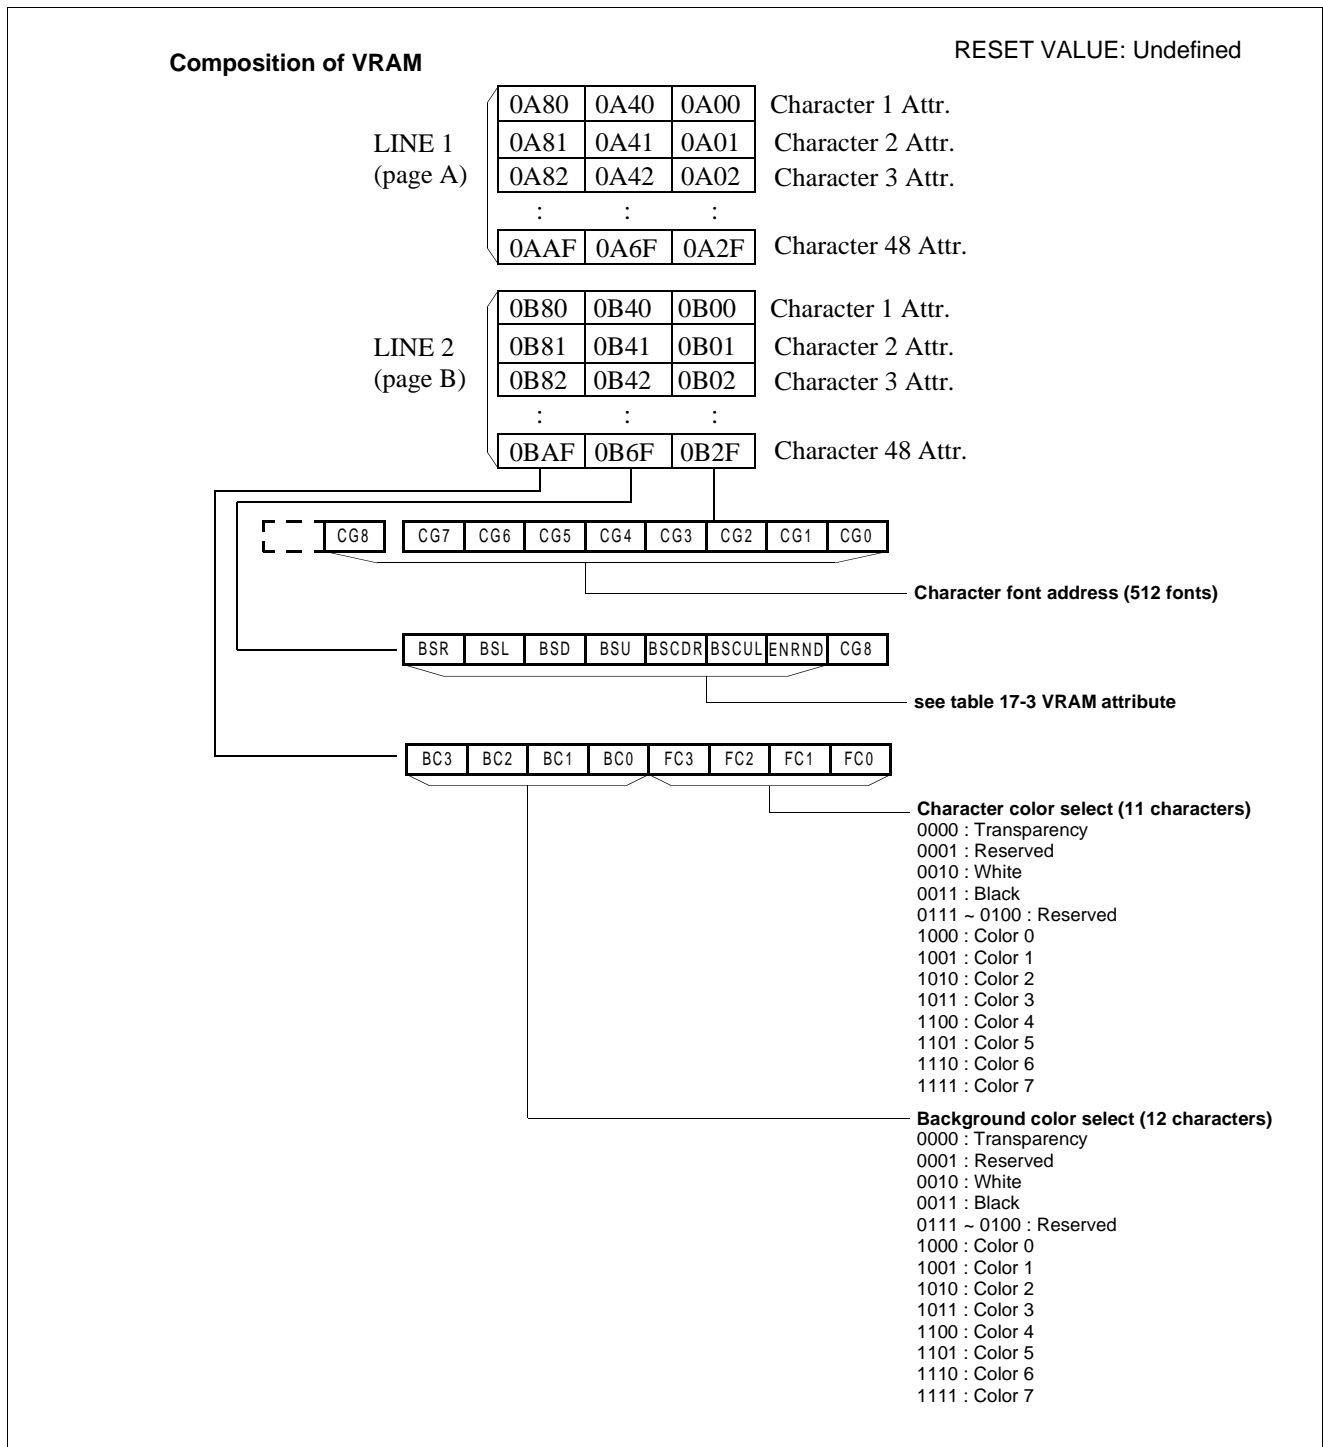 Composition of VRAM
RESET VALUE: Undefined
LINE 1
(page A)
0A80 0A40 0A00 Character 1 Attr.
0A81 0A41 0A01 Character 2 Attr.
0A82 0A42 0A02 Character 3 Attr.
: : :
0AAF 0A6F 0A2F Character 48 Attr.
LINE 2
(page B)
0B80 0B40 0B00 Character 1 Attr.
0B81 0B41 0B01 Character 2 Attr.
0B82 0B42 0B02 Character 3 Attr.
: : :
0BAF 0B6F 0B2F Character 48 Attr.
CG8 CG7 CG6 CG5 CG4 CG3 CG2 CG1 CG0
Character font address (512 fonts)
BSR BSL BSD BSU BSCDR BSCUL ENRND CG8
see table 17-3 VRAM attribute
BC3 BC2 BC1 BC0 FC3 FC2 FC1 FC0
Character color select (11 characters)
0000 : Transparency
0001 : Reserved
0010 : White
0011 : Black
0111 ~ 0100 : Reserved
1000 : Color 0
1001 : Color 1
1010 : Color 2
1011 : Color 3
1100 : Color 4
1101 : Color 5
1110 : Color 6
1111 : Color 7
Background color select (12 characters)
0000 : Transparency
0001 : Reserved
0010 : White
0011 : Black
0111 ~ 0100 : Reserved
1000 : Color 0
1001 : Color 1
1010 : Color 2
1011 : Color 3
1100 : Color 4
1101 : Color 5
1110 : Color 6
1111 : Color 7